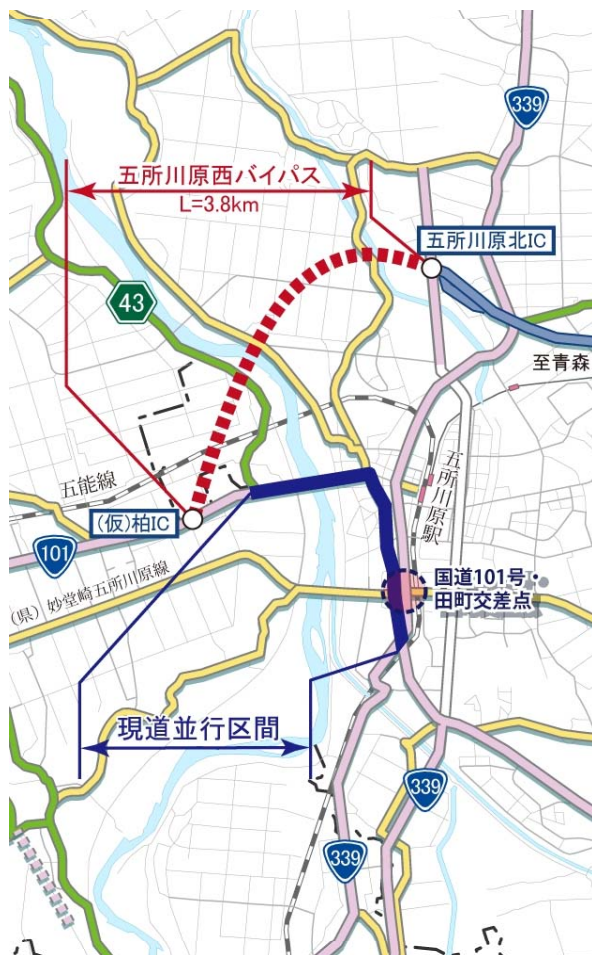 339
五所川原西バイパス
L=3.8km
五所川原北IC
43
至青森
五能線
五所川原駅
(仮)柏IC
101
国道101号・
田町交差点
(県)妙堂崎五所川原線
現道並行区間
339
339